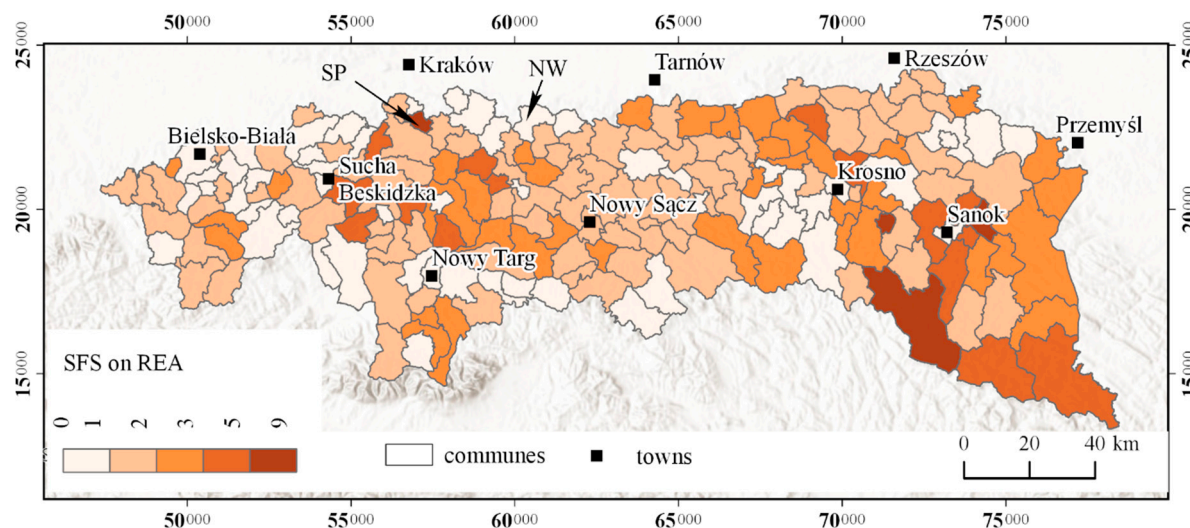 50000 55000 60000 65000 70000 75000
25000 25000
SP
Kraków
NW
Tarnów
Rzeszów
Bielsko-Biala
Przemyśl
Sucha
Beskidzka
Krosno
20000 20000
Nowy Sącz
Sanok
Nowy Targ
SFS on REA
15000 15000
0 1 2 3 5 9
communes
towns
0 20 40 km
50000 55000 60000 65000 70000 75000